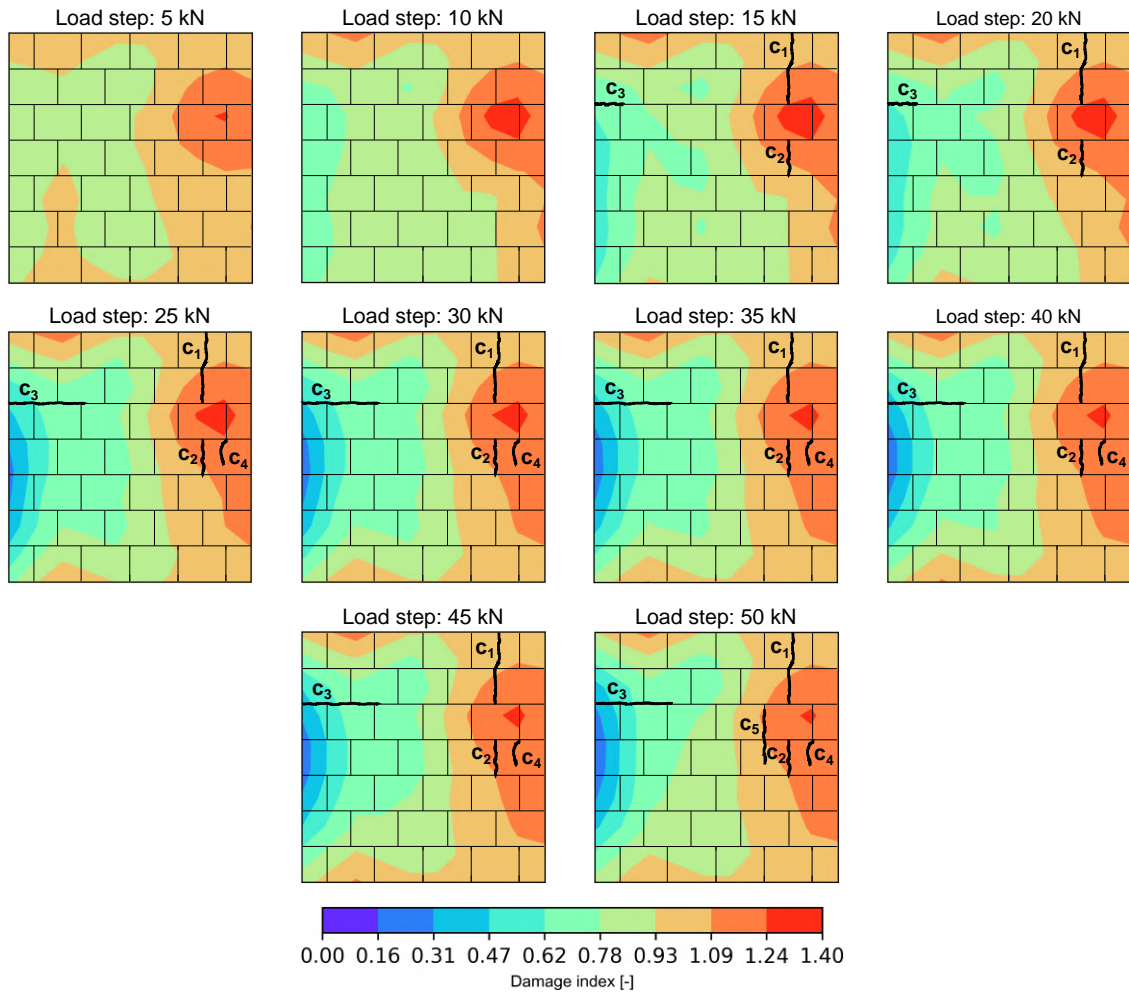 Load step: 5 kN
Load step: 10 kN
Load step: 15 kN
Load step: 20 kN
c1
c3
c2
c1
c3
c2
Load step: 25 kN
Load step: 30 kN
Load step: 35 kN
Load step: 40 kN
c1
c3
c2
c4
c1
c3
c2
c4
c1
c3
c2
c4
c1
c3
c2
c4
Load step: 45 kN
Load step: 50 kN
c1
c3
c2
c4
c1
c3
c5
c2
c4
0.00 0.16 0.31 0.47 0.62 0.78 0.93 1.09 1.24 1.40
Damage index [-]